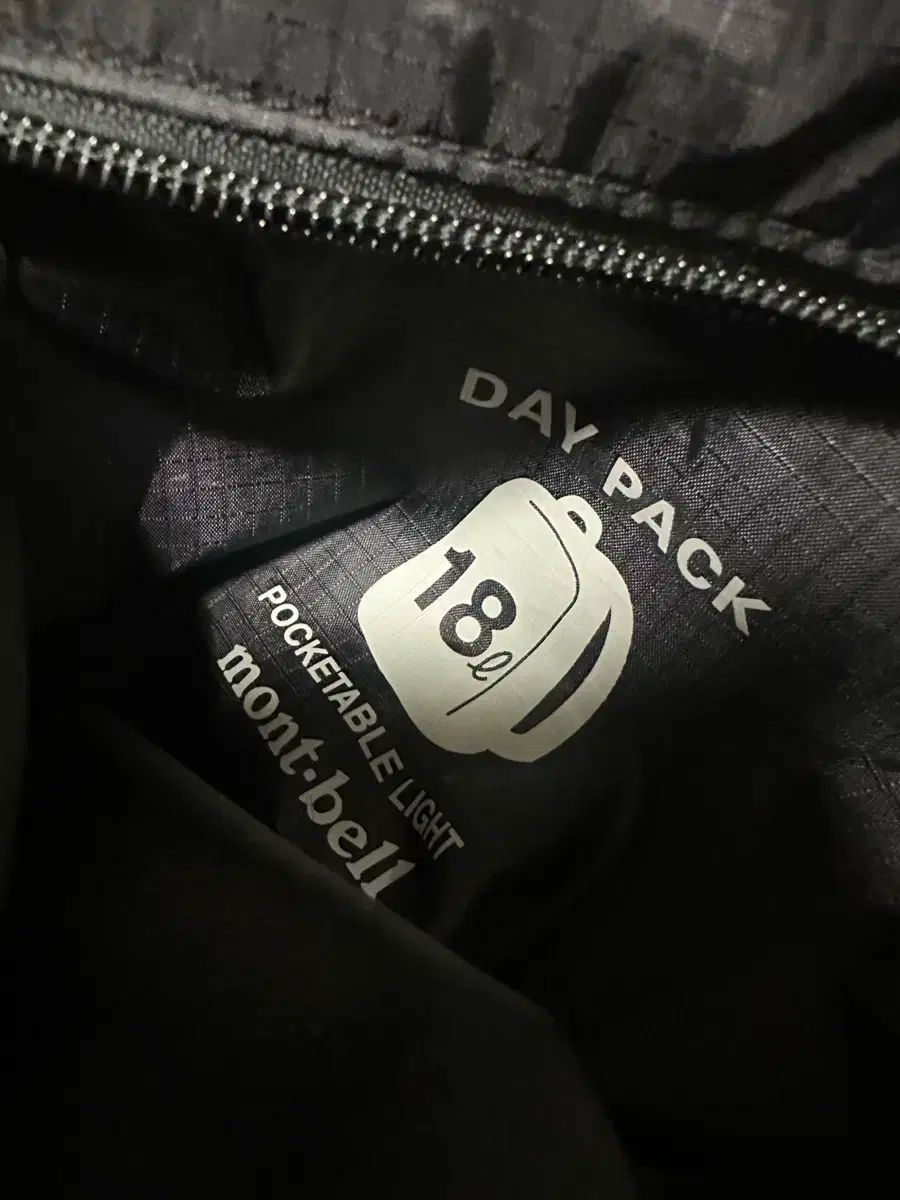 DAY PACK
18ℓ
POCKETABLE LIGHT
mont·bell